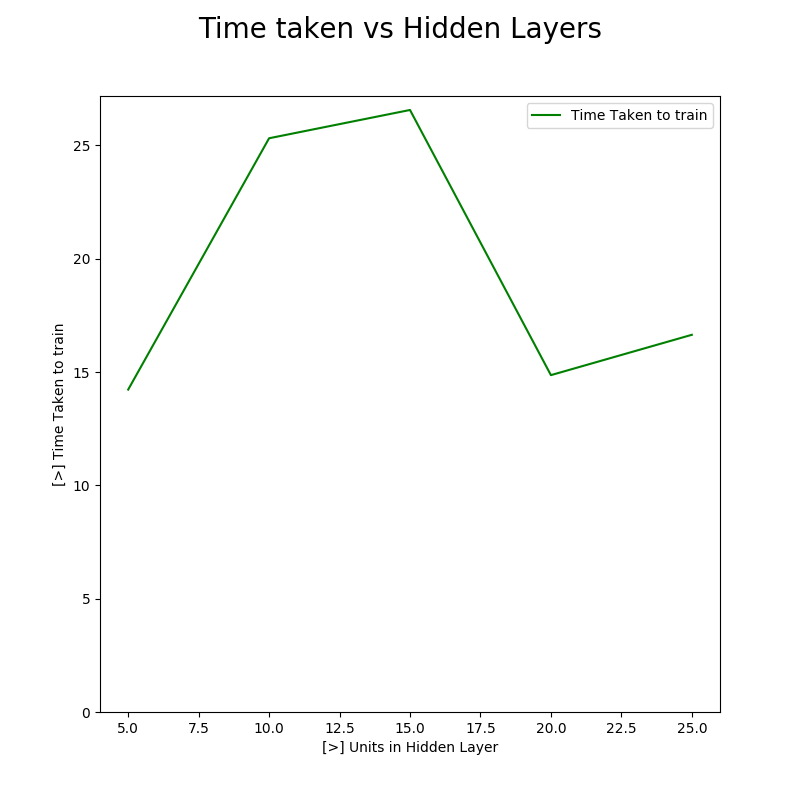 Time taken vs Hidden Layers
Time Taken to train
25
20
15
10
5
0
[>] Time Taken to train
5.0 7.5 10.0 12.5 15.0 17.5 20.0 22.5 25.0
[>] Units in Hidden Layer